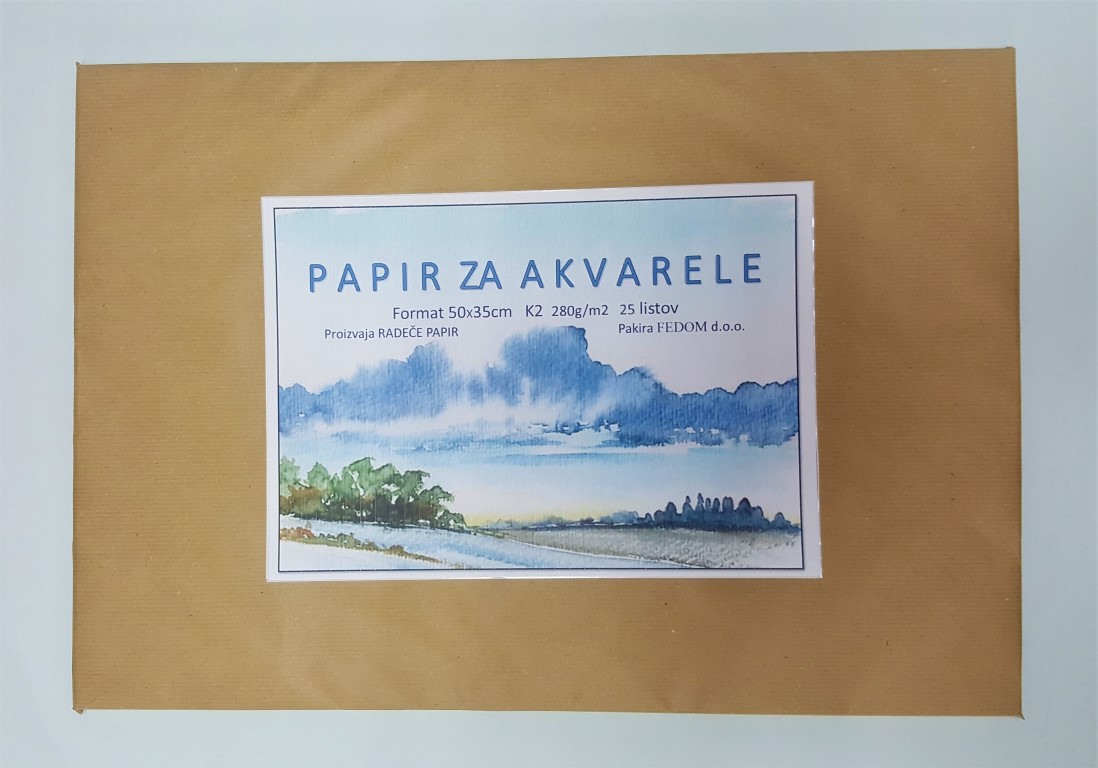 PAPIR ZA AKVARELE
Format 50x35cm K2 280g/m2 25 listov
Proizvaja RADEČE PAPIR Pakira FEDOM d.o.o.